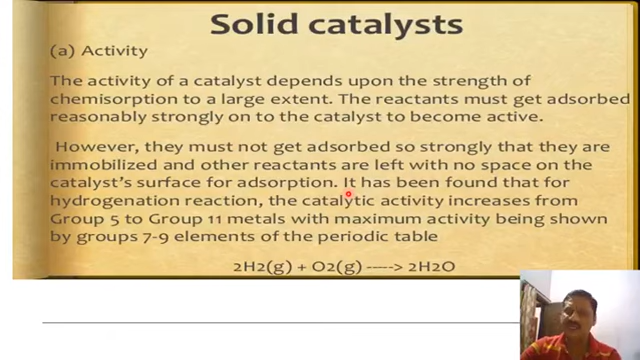 Solid catalysts
(a) Activity
The activity of a catalyst depends upon the strength of
chemisorption to a large extent. The reactants must get adsorbed
reasonably strongly on to the catalyst to become active.
However, they must not get adsorbed so strongly that they are
immobilized and other reactants are left with no space on the
catalyst's surface for adsorption. It has been found that for
hydrogenation reaction, the catalytic activity increases from
Group 5 to Group 11 metals with maximum activity being shown
by groups 7-9 elements of the periodic table
2H2(g) + O2(g) -----> 2H2O